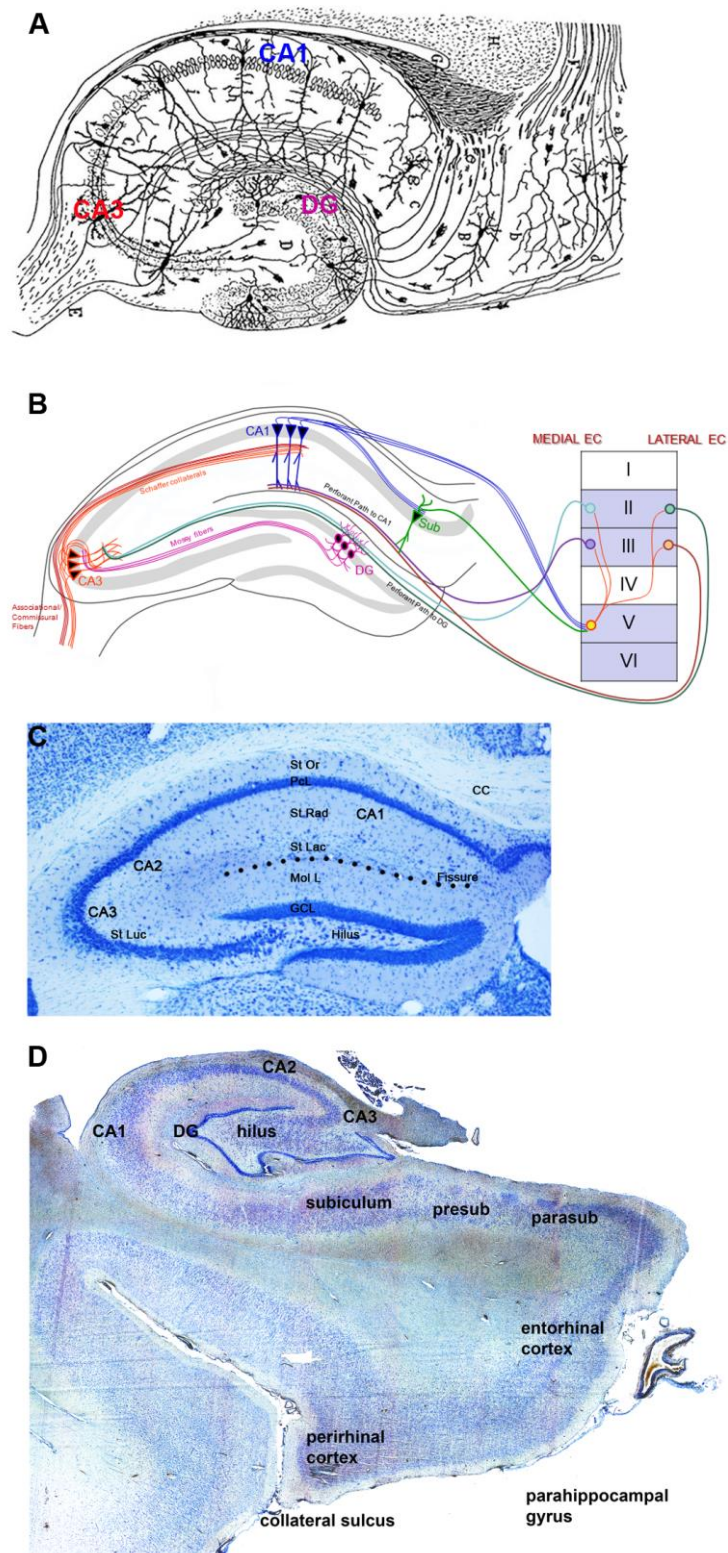 A
CA1
H
G
F
C
CA3
DG
D
g
c
B
D
A
d
E
B
MEDIAL EC
LATERAL EC
CA1
I
II
III
IV
V
VI
Schaffer collaterals
Perforant Path to CA1
Sub
Mossy fibers
CA3
DG
Perforant Path to DG
Associational/
Commissural
Fibers
C
St Or
PcL
CC
St Rad
CA1
St Lac
CA2
Mol L
Fissure
CA3
GCL
St Luc
Hilus
D
CA2
CA3
CA1
DG
hilus
subiculum
presub
parasub
entorhinal
cortex
perirhinal
cortex
parahippocampal
gyrus
collateral sulcus